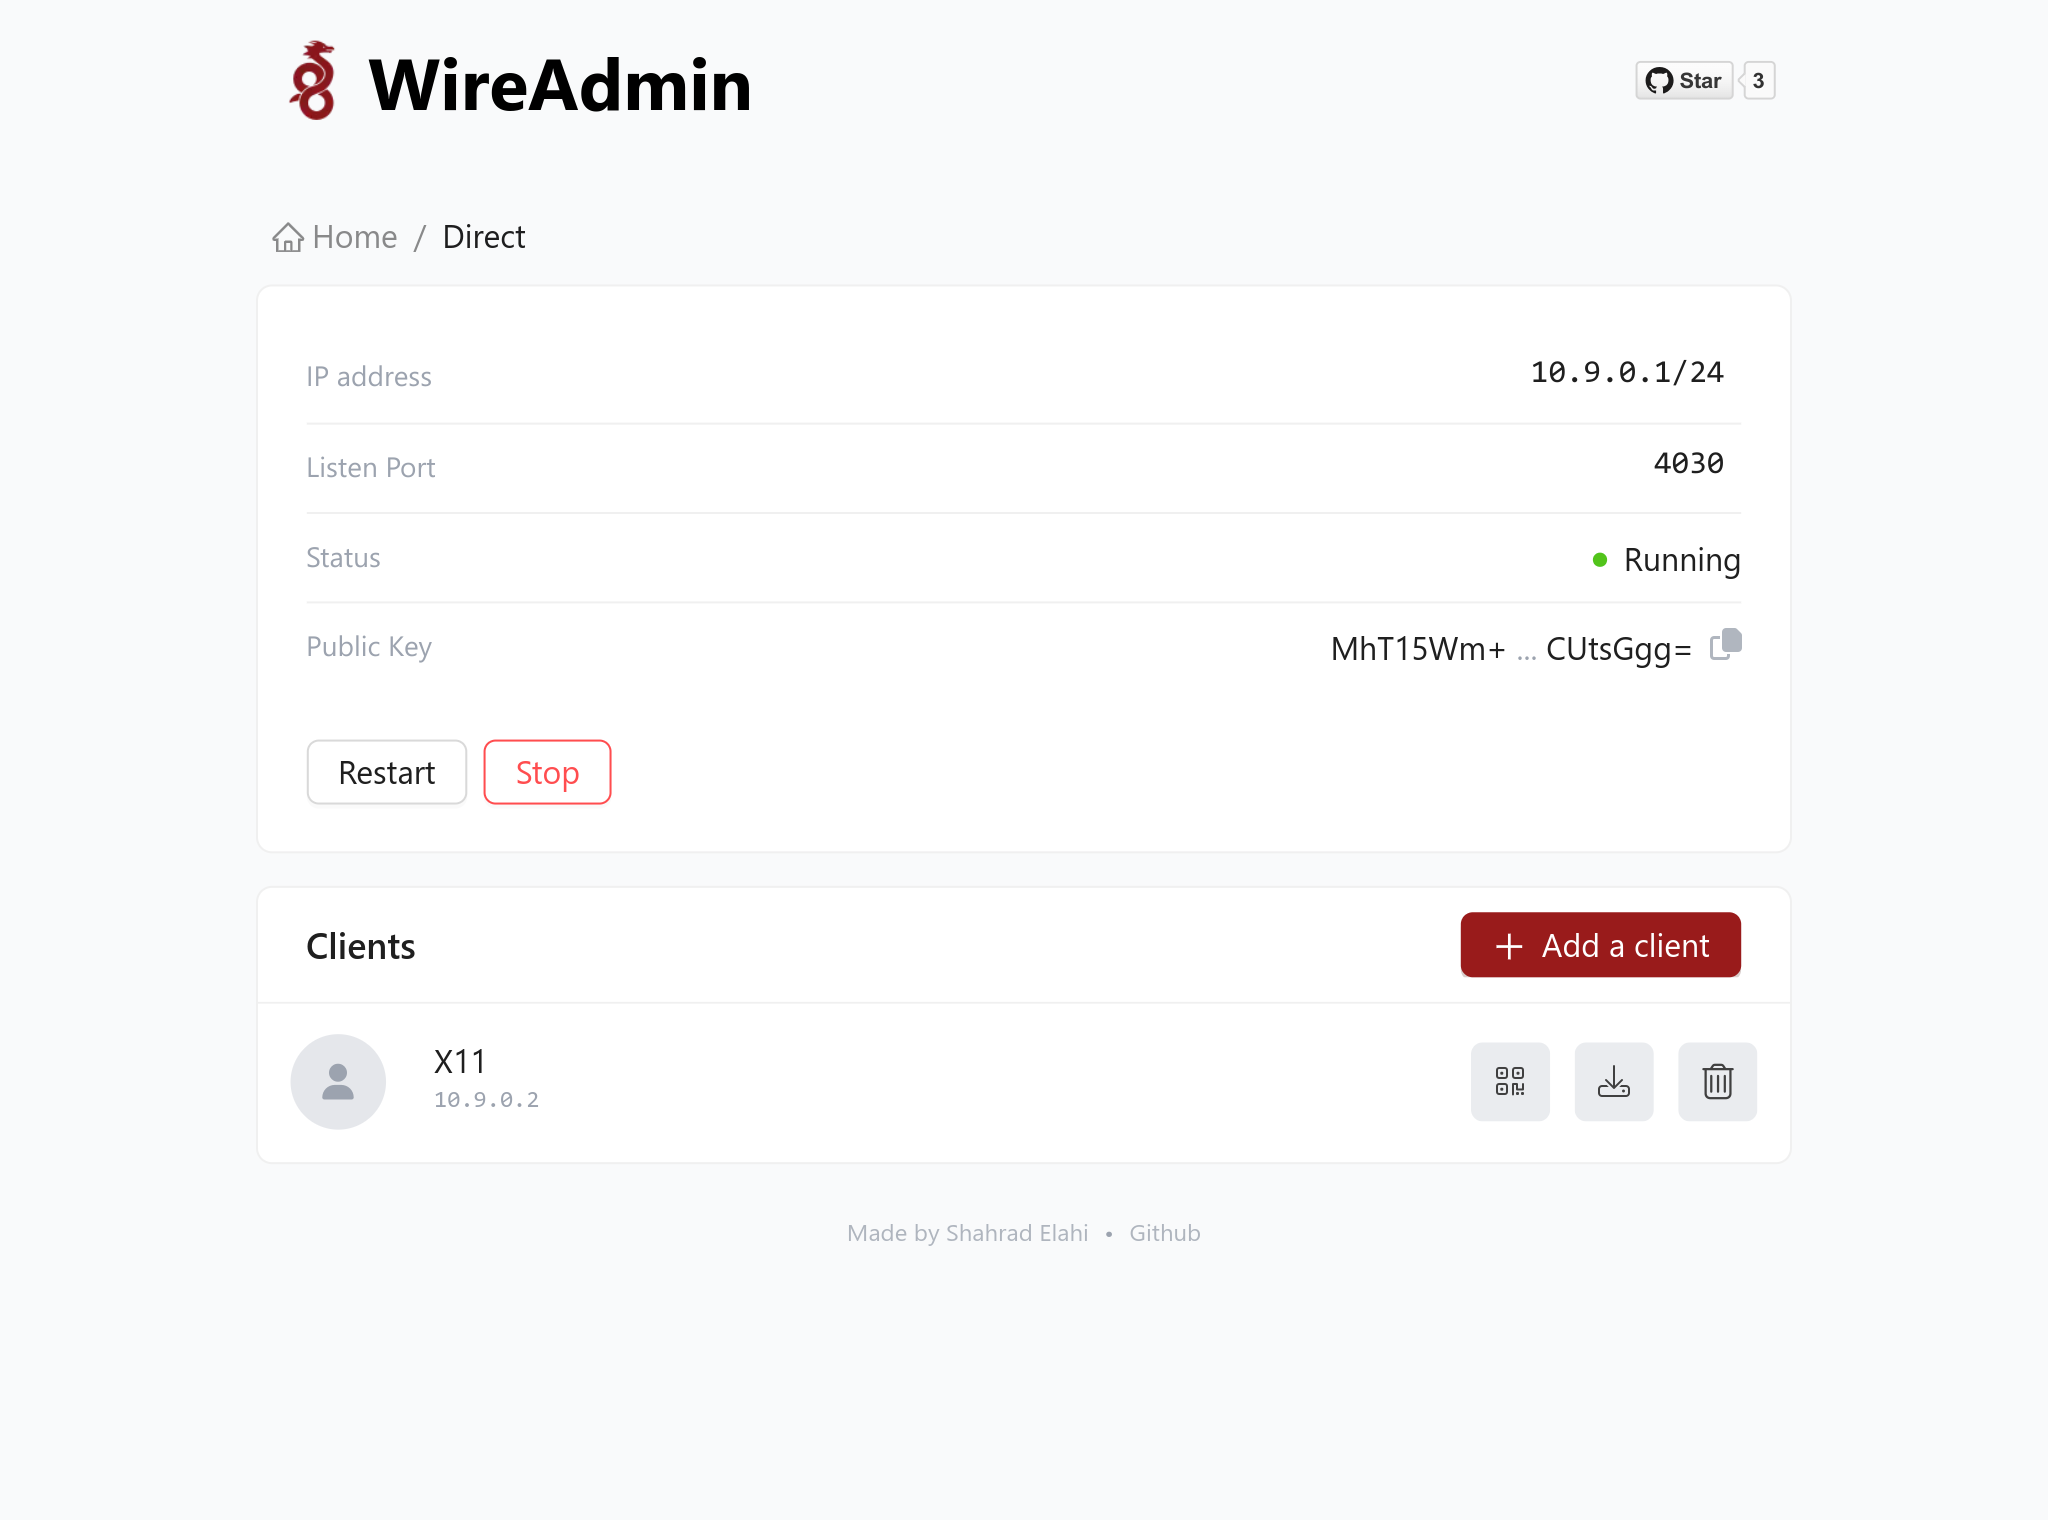 WireAdmin
Star 3
Home / Direct
IP address 10.9.0.1/24
Listen Port 4030
Status Running
Public Key MhT15Wm+ ... CUtsGgg=
Restart Stop
Clients + Add a client
X11
10.9.0.2
Made by Shahrad Elahi • Github